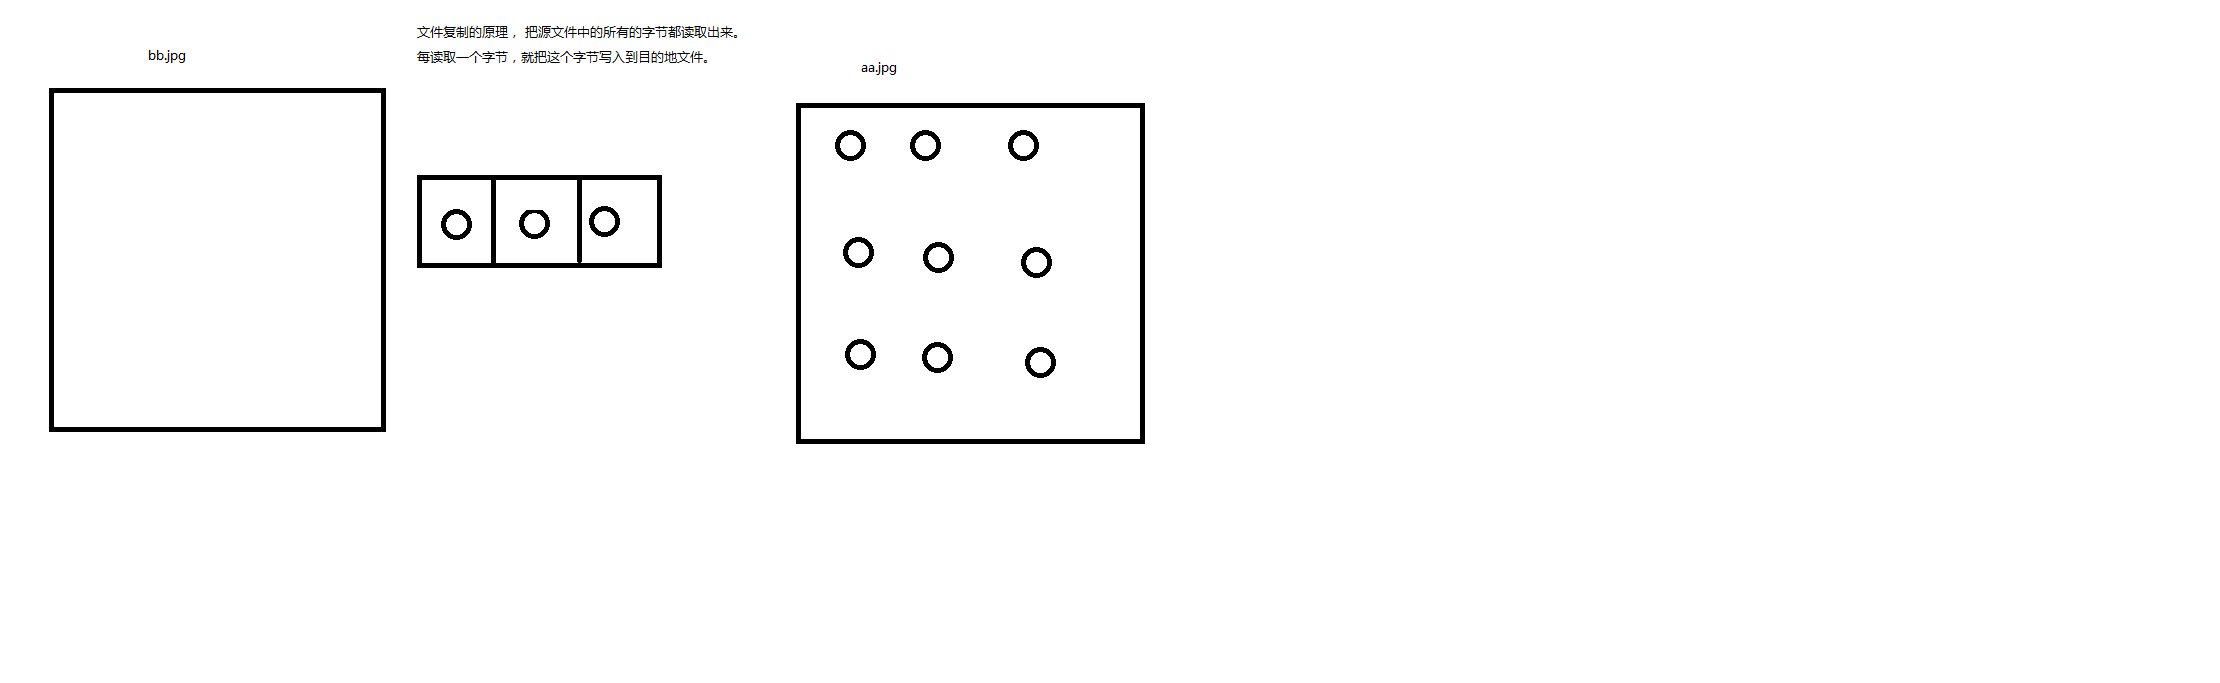 bb.jpg
文件复制的原理， 把源文件中的所有的字节都读取出来。
每读取一个字节，就把这个字节写入到目的地文件。
aa.jpg